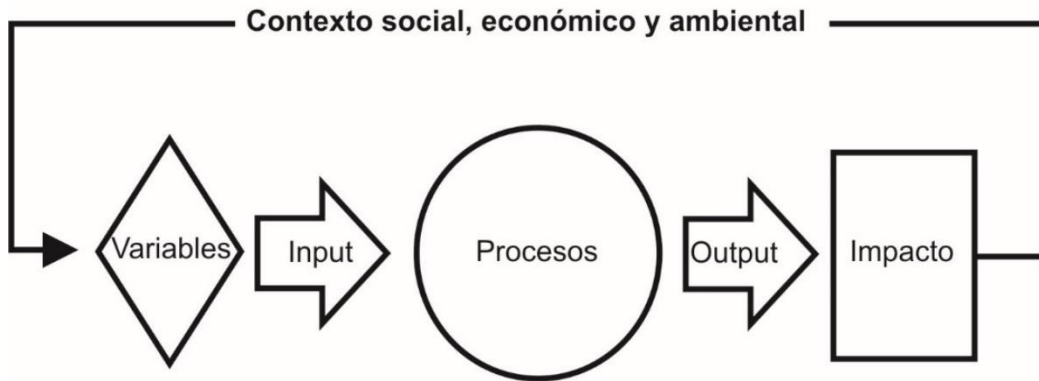 Contexto social, económico y ambiental
Variables
Input
Procesos
Output
Impacto